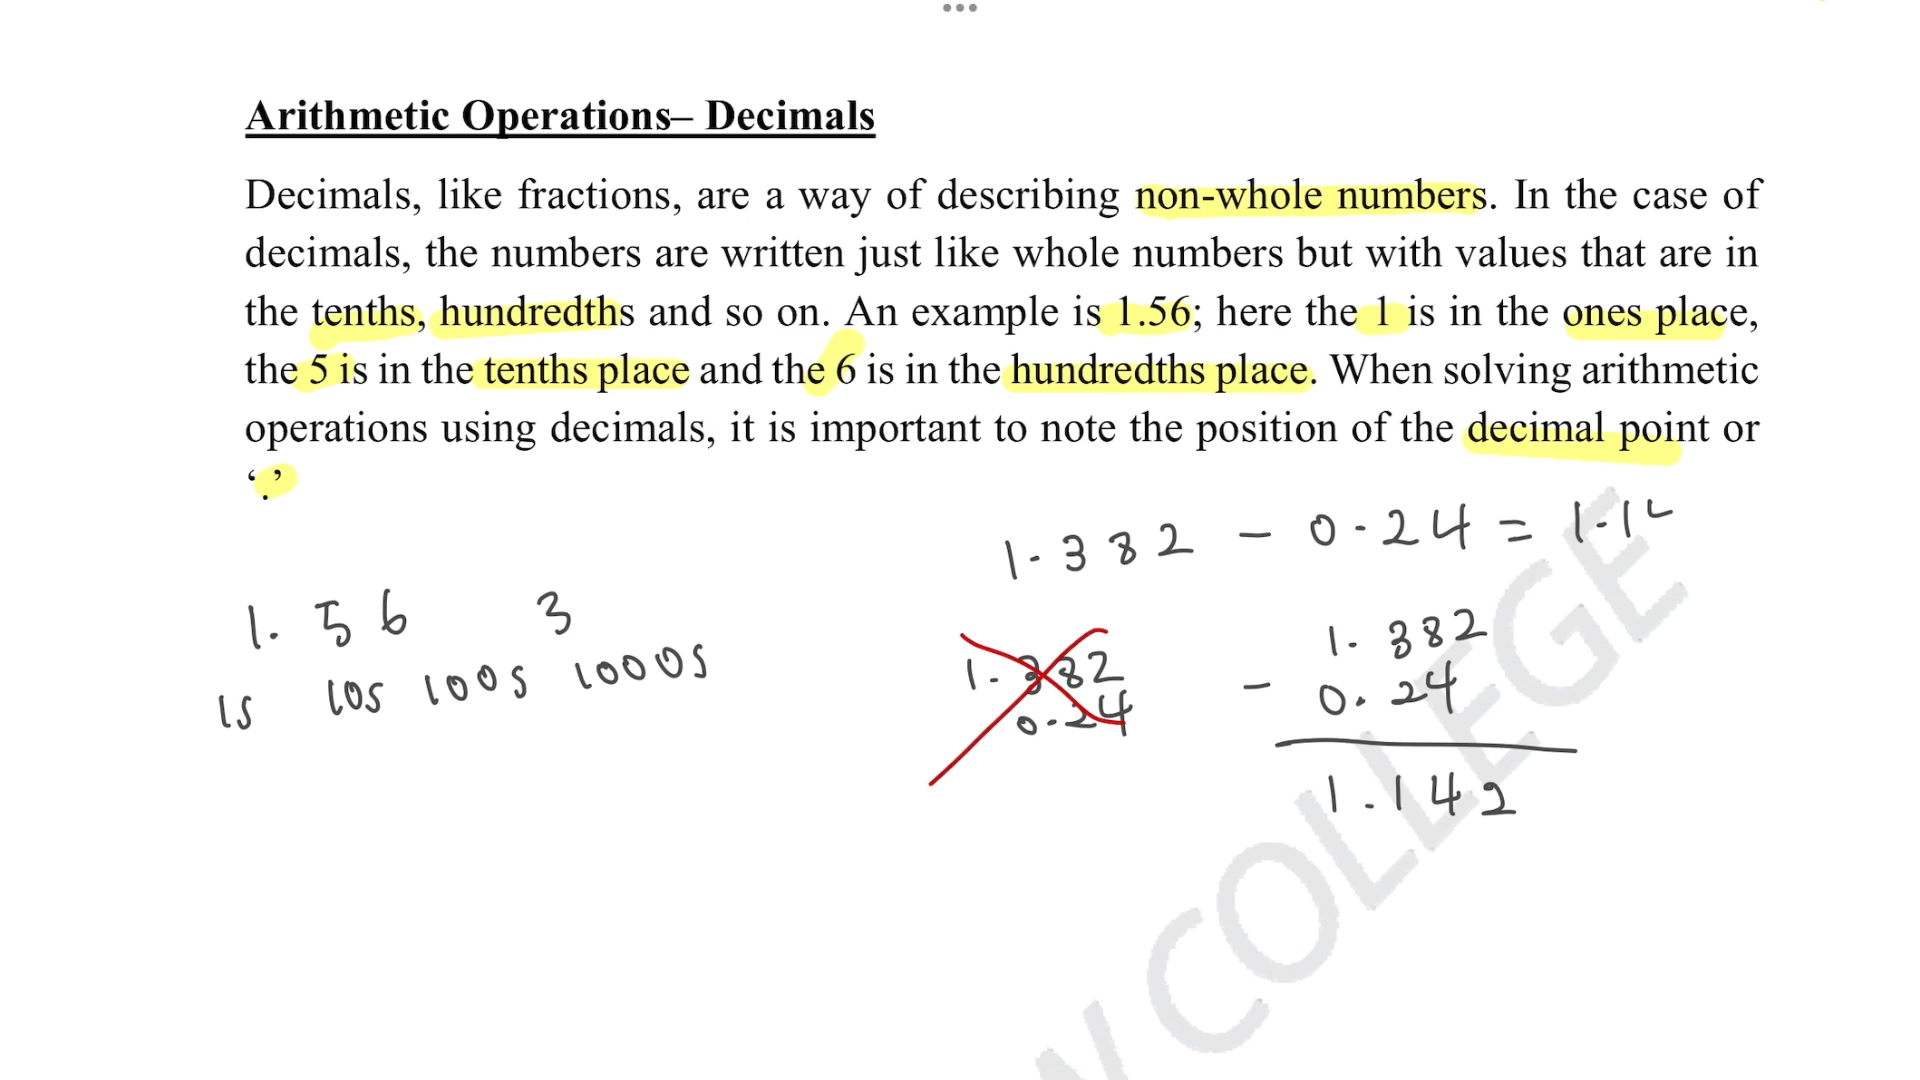 Arithmetic Operations– Decimals
Decimals, like fractions, are a way of describing non-whole numbers. In the case of
decimals, the numbers are written just like whole numbers but with values that are in
the tenths, hundredths and so on. An example is 1.56; here the 1 is in the ones place,
the 5 is in the tenths place and the 6 is in the hundredths place. When solving arithmetic
operations using decimals, it is important to note the position of the decimal point or
‘.’
1.382 - 0.24 = 1.1
1.56 3
1s 10s 100s 1000s
1.382
0.24
1.382
- 0.24
1.142
COLLEGE